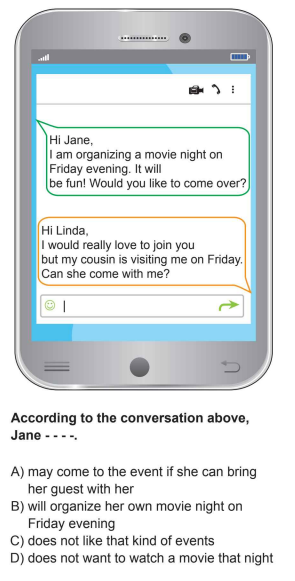 Hi Jane,
I am organizing a movie night on
Friday evening. It will
be fun! Would you like to come over?
Hi Linda,
I would really love to join you
but my cousin is visiting me on Friday.
Can she come with me?
According to the conversation above,
Jane - - - -.
A) may come to the event if she can bring
her guest with her
B) will organize her own movie night on
Friday evening
C) does not like that kind of events
D) does not want to watch a movie that night